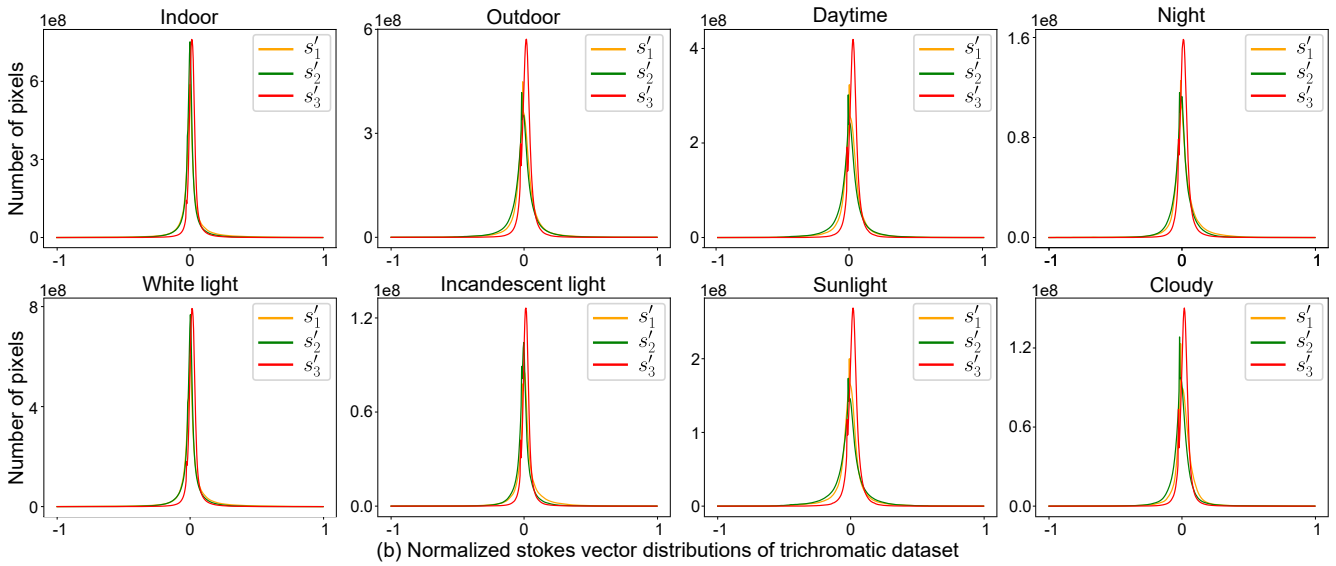 Indoor
Outdoor
Daytime
Night
1e8
1e8
1e8
1e8
Number of pixels
6
3
0
6
3
0
4
2
0
1.6
0.8
0.0
s′1
s′2
s′3
s′1
s′2
s′3
s′1
s′2
s′3
s′1
s′2
s′3
-1 0 1
-1 0 1
-1 0 1
-1 0 1
White light
Incandescent light
Sunlight
Cloudy
1e8
1e8
1e8
1e8
Number of pixels
8
4
0
1.2
0.6
0.0
2
1
0
1.2
0.6
0.0
s′1
s′2
s′3
s′1
s′2
s′3
s′1
s′2
s′3
s′1
s′2
s′3
-1 0 1
-1 0 1
-1 0 1
-1 0 1
(b) Normalized stokes vector distributions of trichromatic dataset